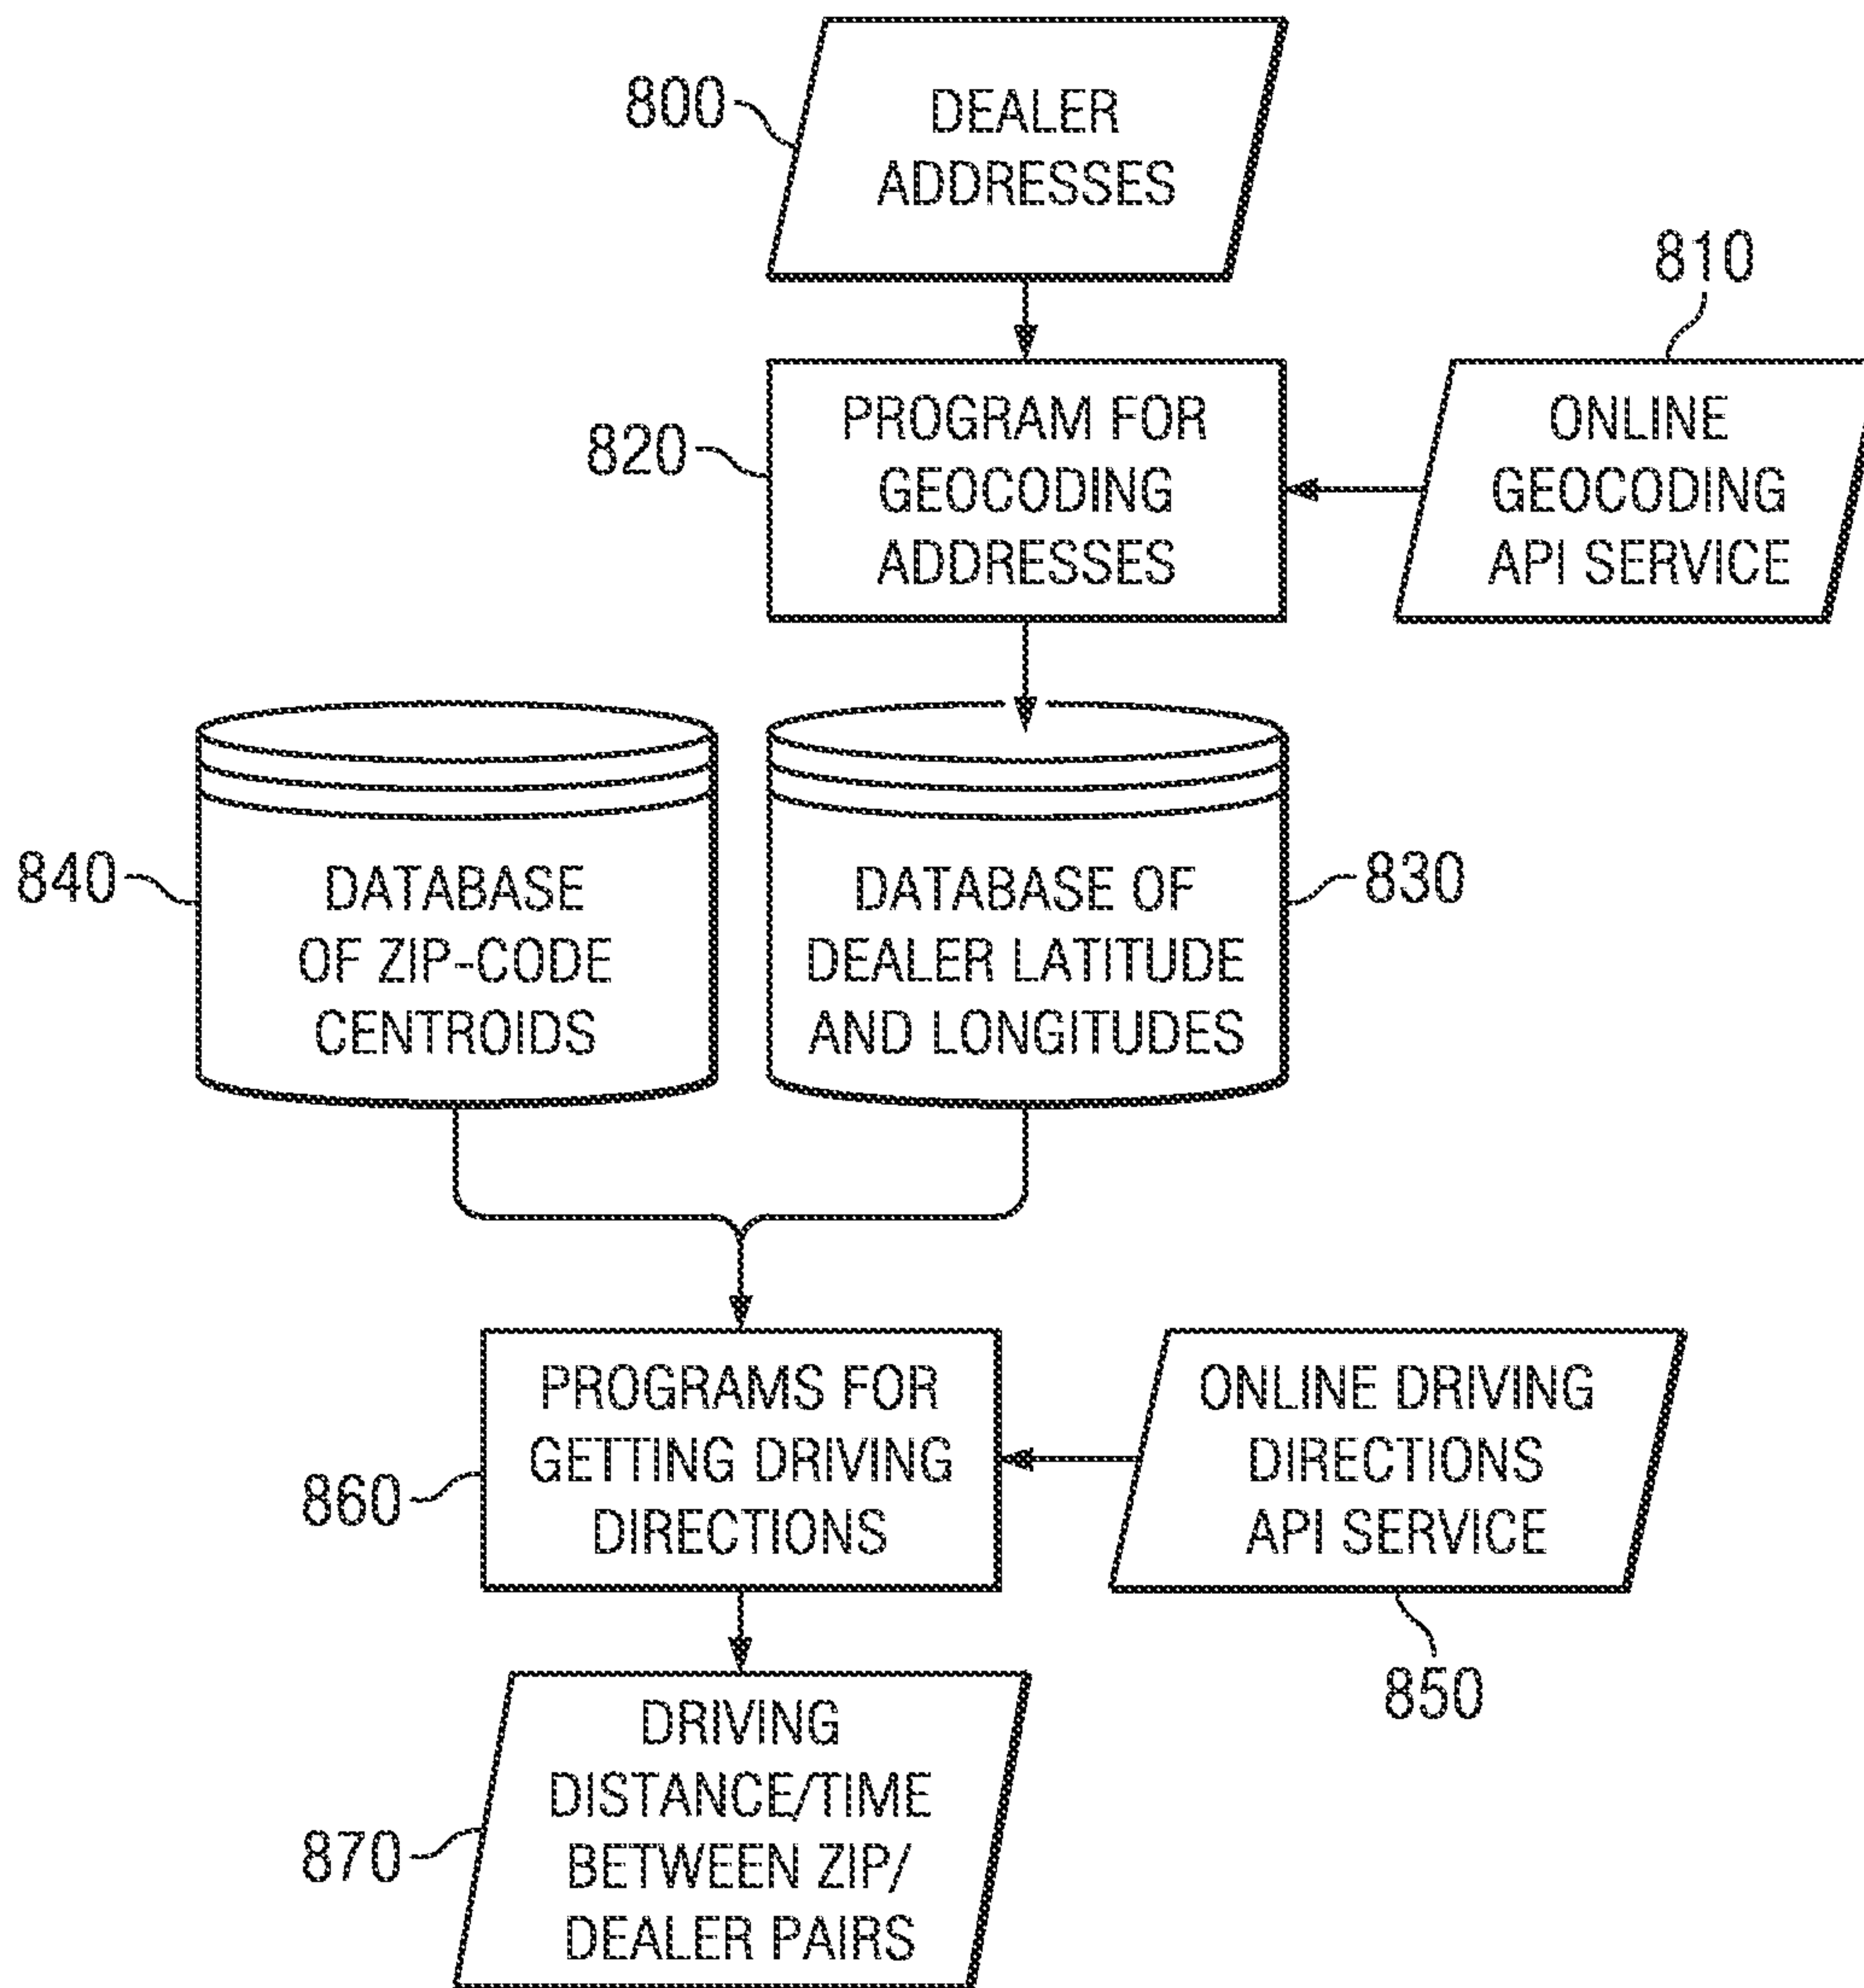 800
DEALER
ADDRESSES
810
820
PROGRAM FOR
GEOCODING
ADDRESSES
ONLINE
GEOCODING
API SERVICE
840
DATABASE
OF ZIP-CODE
CENTROIDS
DATABASE OF
DEALER LATITUDE
AND LONGITUDES
830
860
PROGRAMS FOR
GETTING DRIVING
DIRECTIONS
ONLINE DRIVING
DIRECTIONS
API SERVICE
850
870
DRIVING
DISTANCE/TIME
BETWEEN ZIP/
DEALER PAIRS